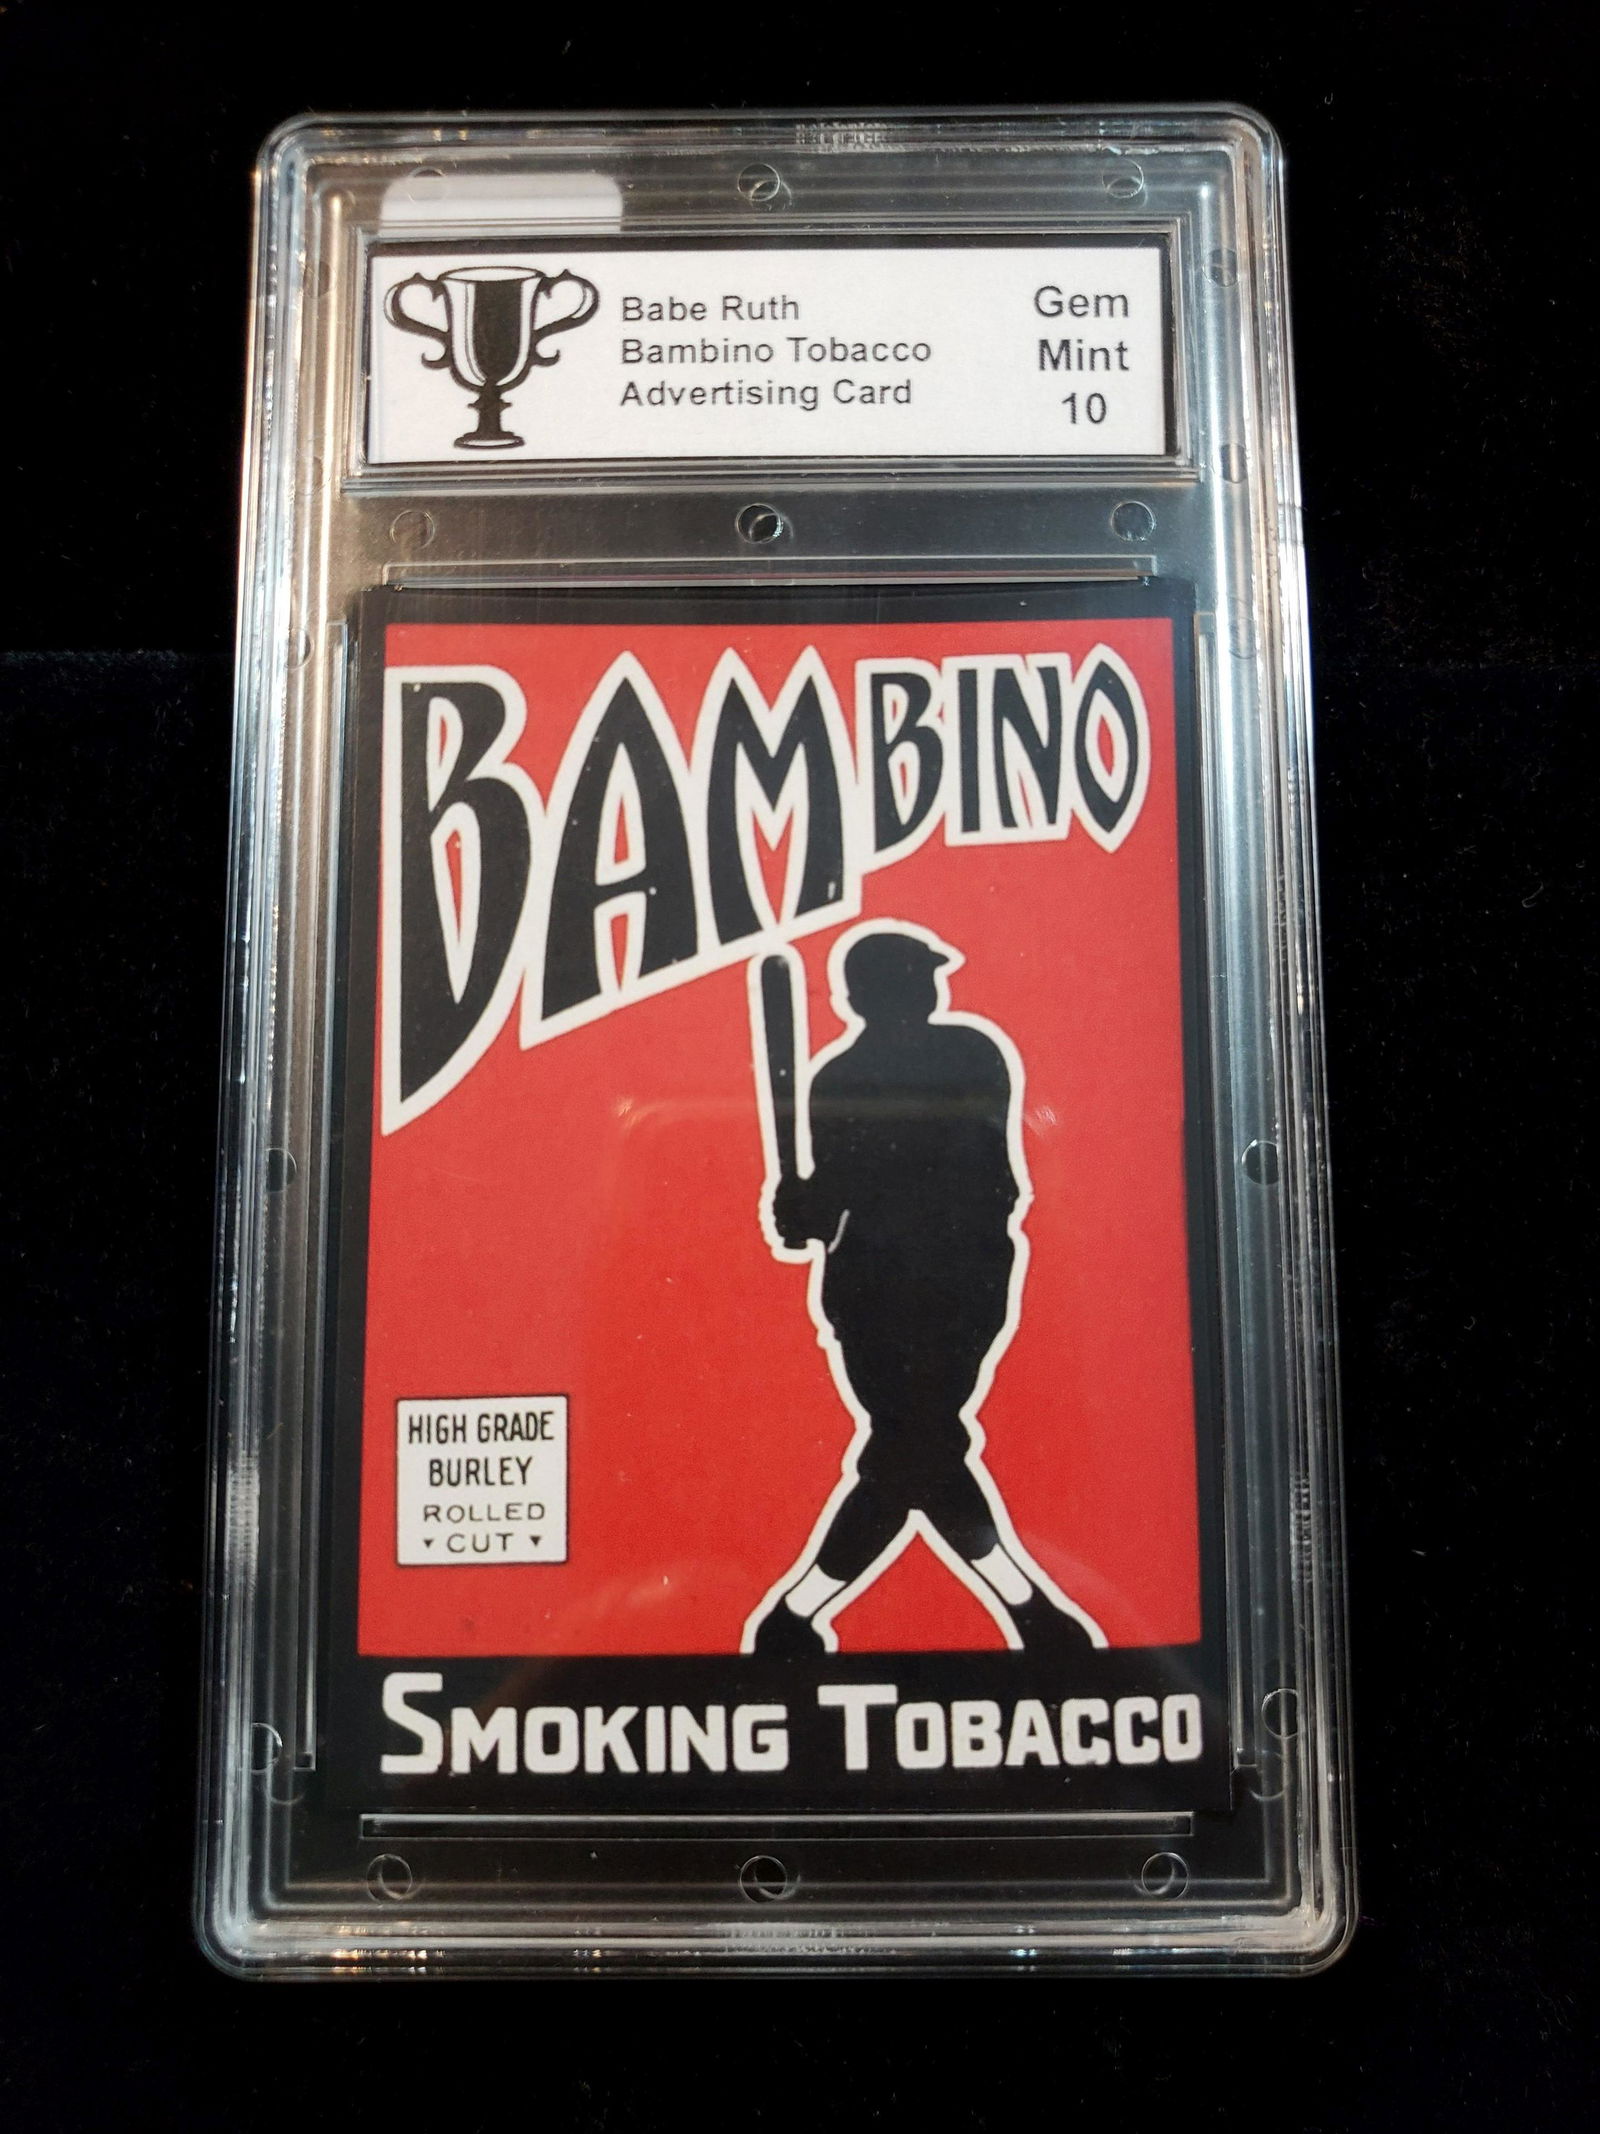 Babe Ruth
Bambino Tobacco
Advertising Card
Gem
Mint
10
BAMBINO
HIGH GRADE
BURLEY
ROLLED
CUT
SMOKING TOBACCO